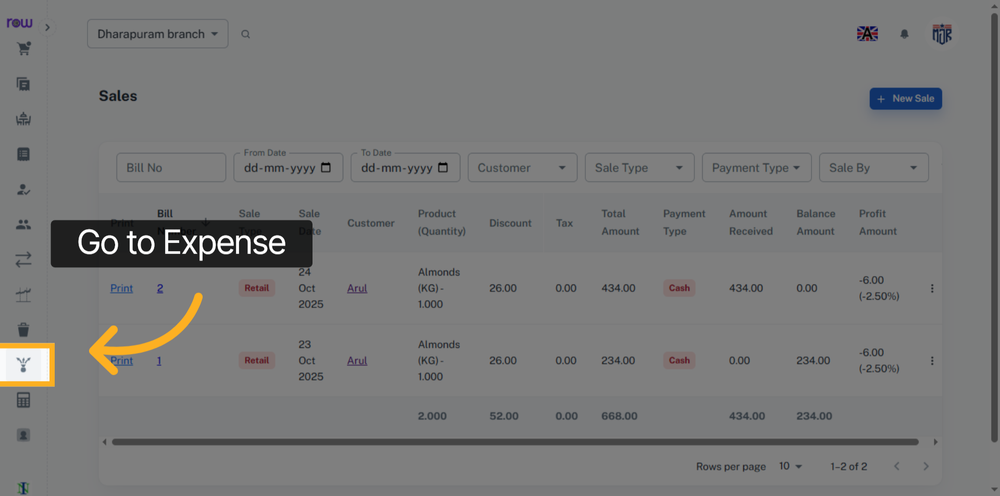 row
Dharapuram branch
A
MJR
Sales
+ New Sale
Bill No
From Date
dd-mm-yyyy
To Date
dd-mm-yyyy
Customer
Sale Type
Payment Type
Sale By
Print
Bill Number
Sale Type
Sale Date
Customer
Product (Quantity)
Discount
Tax
Total Amount
Payment Type
Amount Received
Balance Amount
Profit Amount
Go to Expense
Print
2
Retail
24 Oct 2025
Arul
Almonds (KG) - 1.000
26.00
0.00
434.00
Cash
434.00
0.00
-6.00 (-2.50%)
Print
1
Retail
23 Oct 2025
Arul
Almonds (KG) - 1.000
26.00
0.00
234.00
Cash
0.00
234.00
-6.00 (-2.50%)
2.000
52.00
0.00
668.00
434.00
234.00
Rows per page
10
1–2 of 2